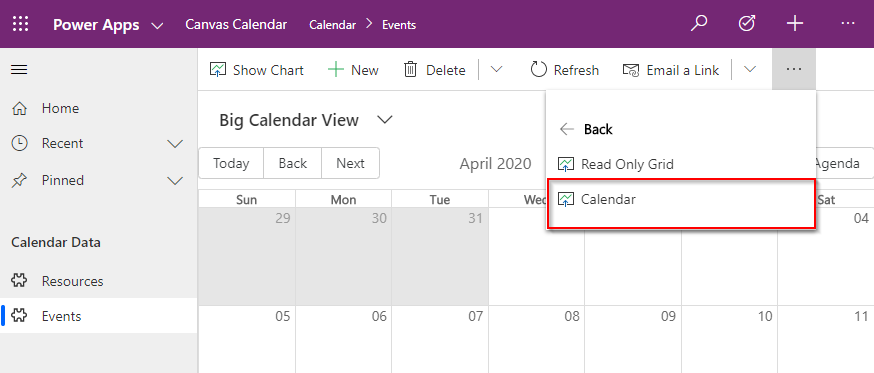 Power Apps Canvas Calendar Calendar Events
Show Chart New Delete Refresh Email a Link
Home
Recent
Pinned
Calendar Data
Resources
Events
Big Calendar View
Back
Read Only Grid
Calendar
Today Back Next April 2020 Agenda
Sun Mon Tue Wed Sat
29 30 31 04
05 06 07 08 09 10 11